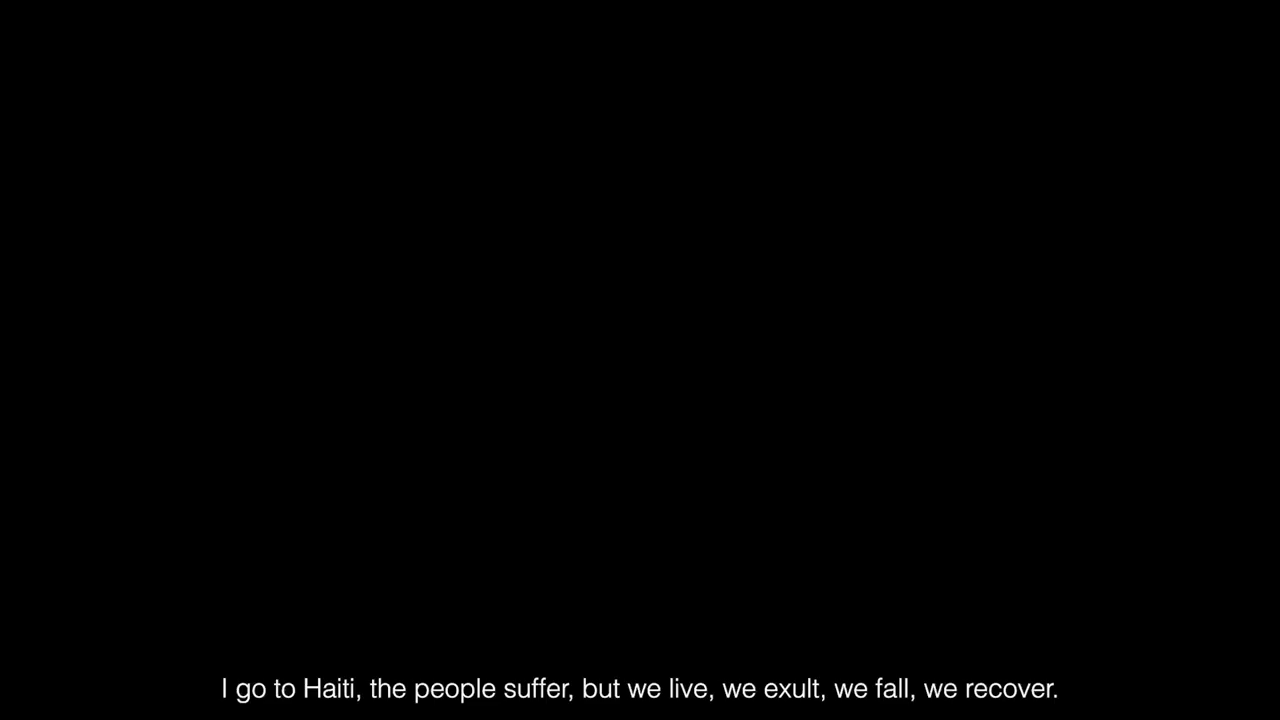 I go to Haiti, the people suffer, but we live, we exult, we fall, we recover.